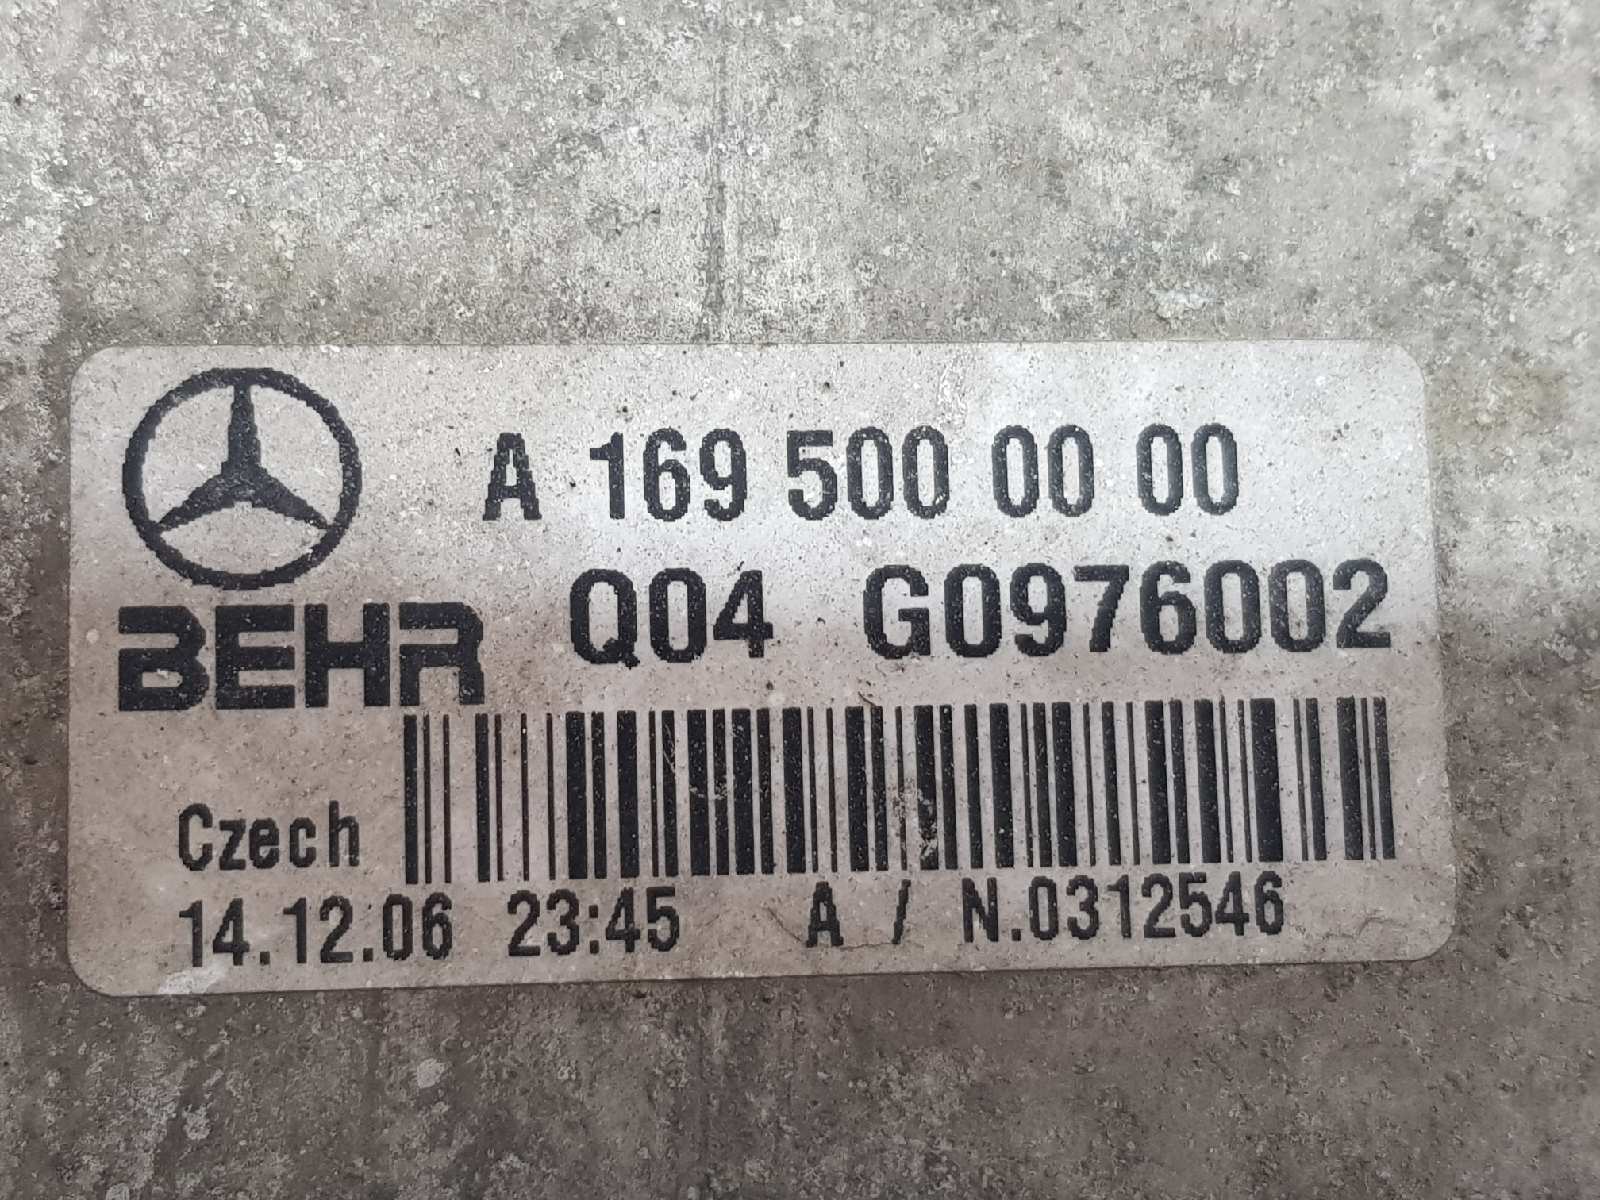 A 169 500 00 00
BEHR Q04 G0976002
Czech
14.12.06 23:45 A / N.0312546